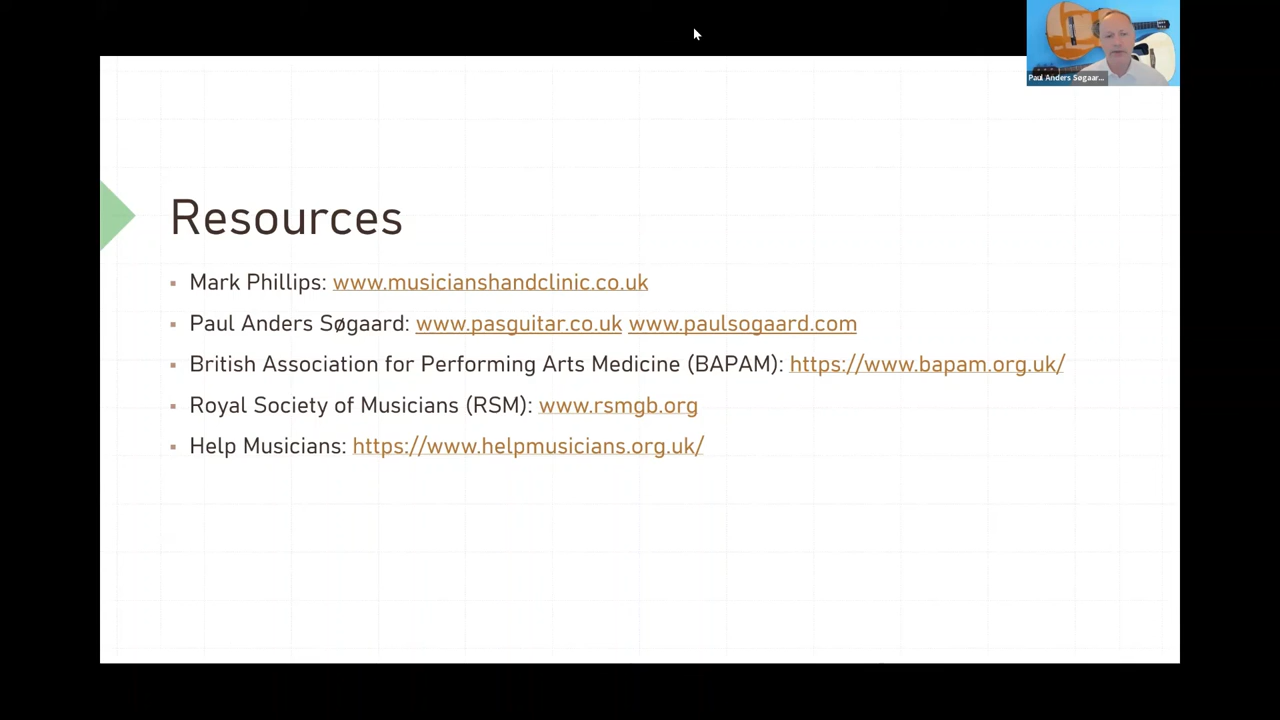 Paul Anders Søgaar...
Resources
▪ Mark Phillips: www.musicianshandclinic.co.uk
▪ Paul Anders Søgaard: www.pasguitar.co.uk www.paulsogaard.com
▪ British Association for Performing Arts Medicine (BAPAM): https://www.bapam.org.uk/
▪ Royal Society of Musicians (RSM): www.rsmgb.org
▪ Help Musicians: https://www.helpmusicians.org.uk/